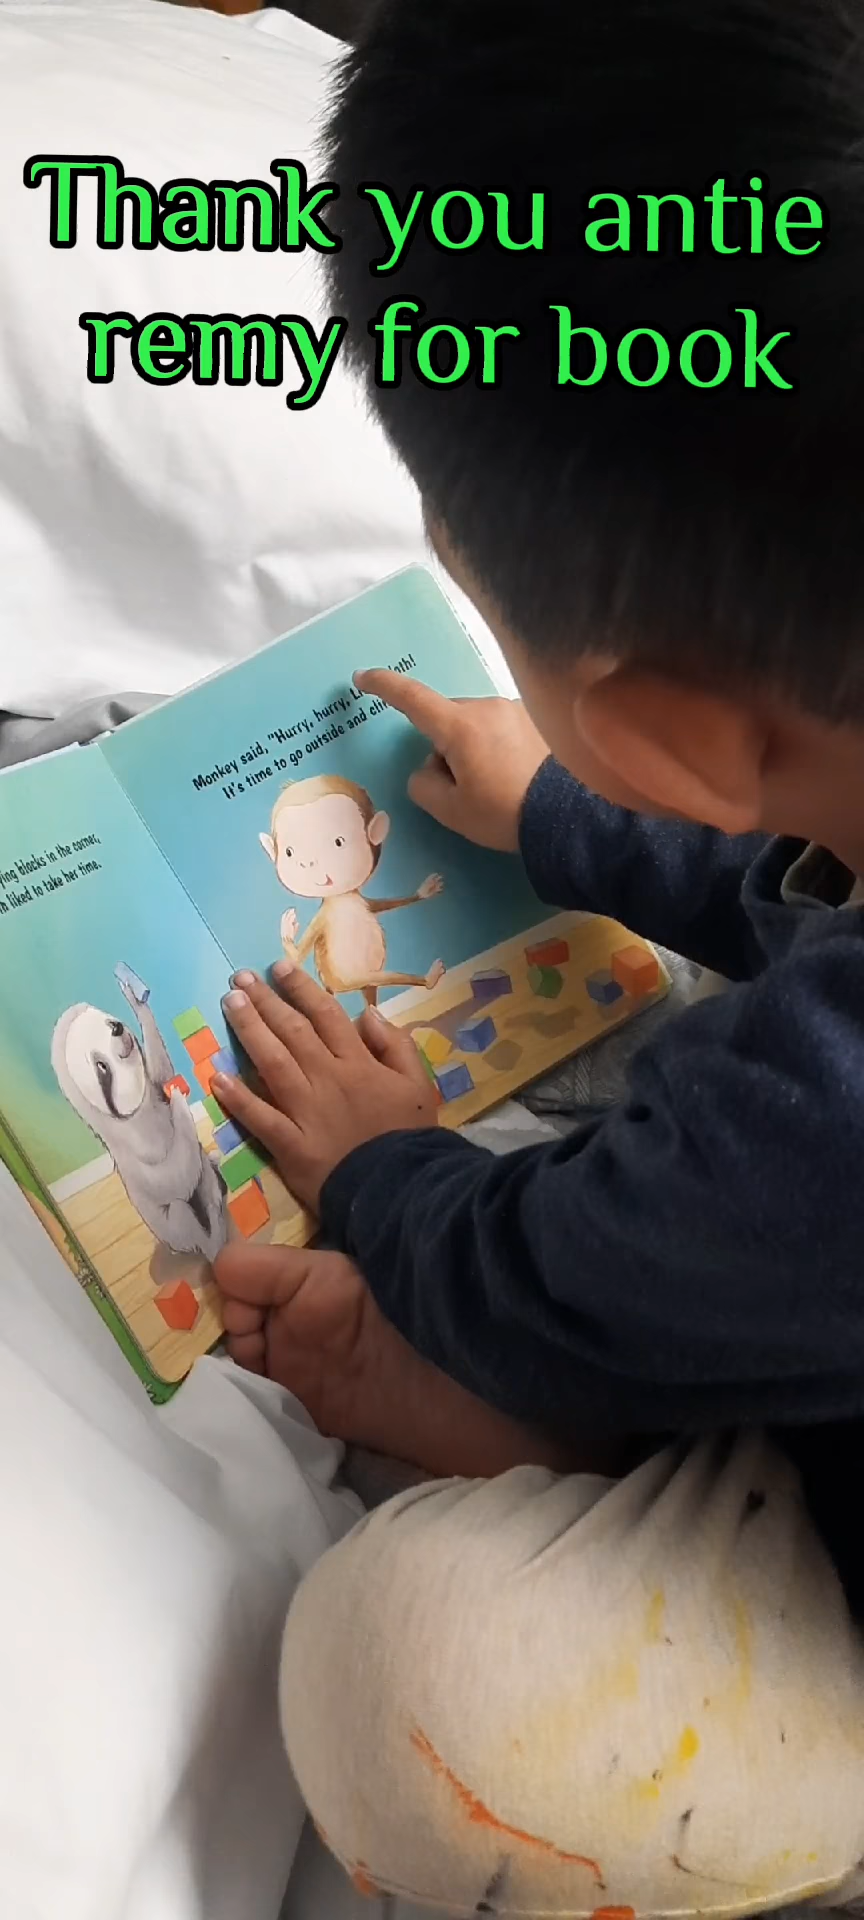 Thank you antie
remy for book
blocks in the corner,
liked to take her time.
Monkey said, "Hurry, hurry,
It's time to go outside and